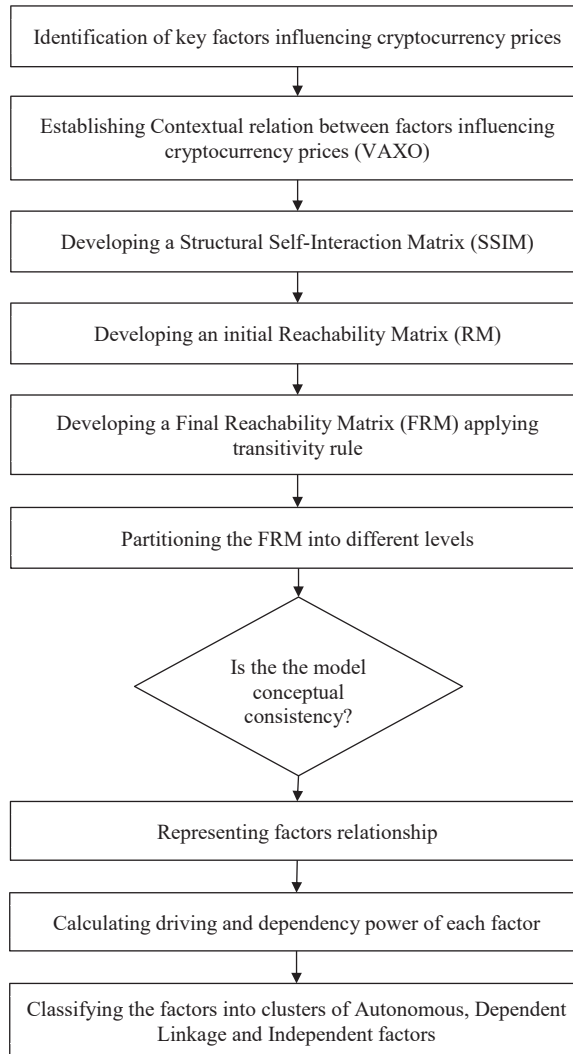 Identification of key factors influencing cryptocurrency prices
Establishing Contextual relation between factors influencing
cryptocurrency prices (VAXO)
Developing a Structural Self-Interaction Matrix (SSIM)
Developing an initial Reachability Matrix (RM)
Developing a Final Reachability Matrix (FRM) applying
transitivity rule
Partitioning the FRM into different levels
Is the the model
conceptual
consistency?
Representing factors relationship
Calculating driving and dependency power of each factor
Classifying the factors into clusters of Autonomous, Dependent
Linkage and Independent factors